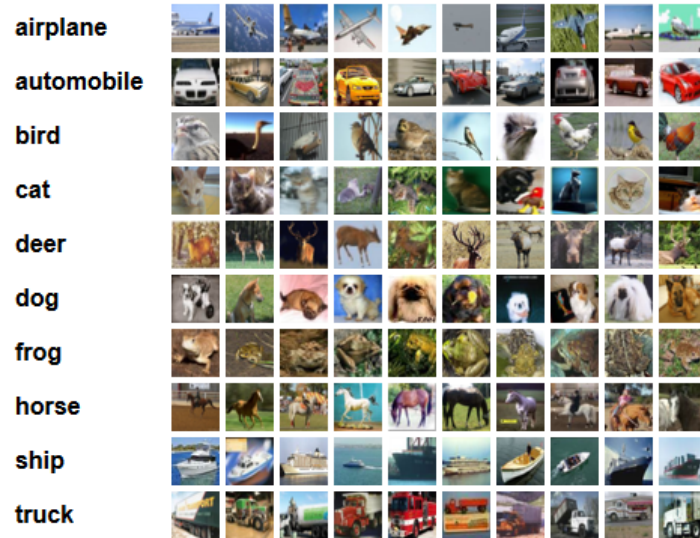 airplane
automobile
bird
cat
deer
dog
frog
horse
ship
truck